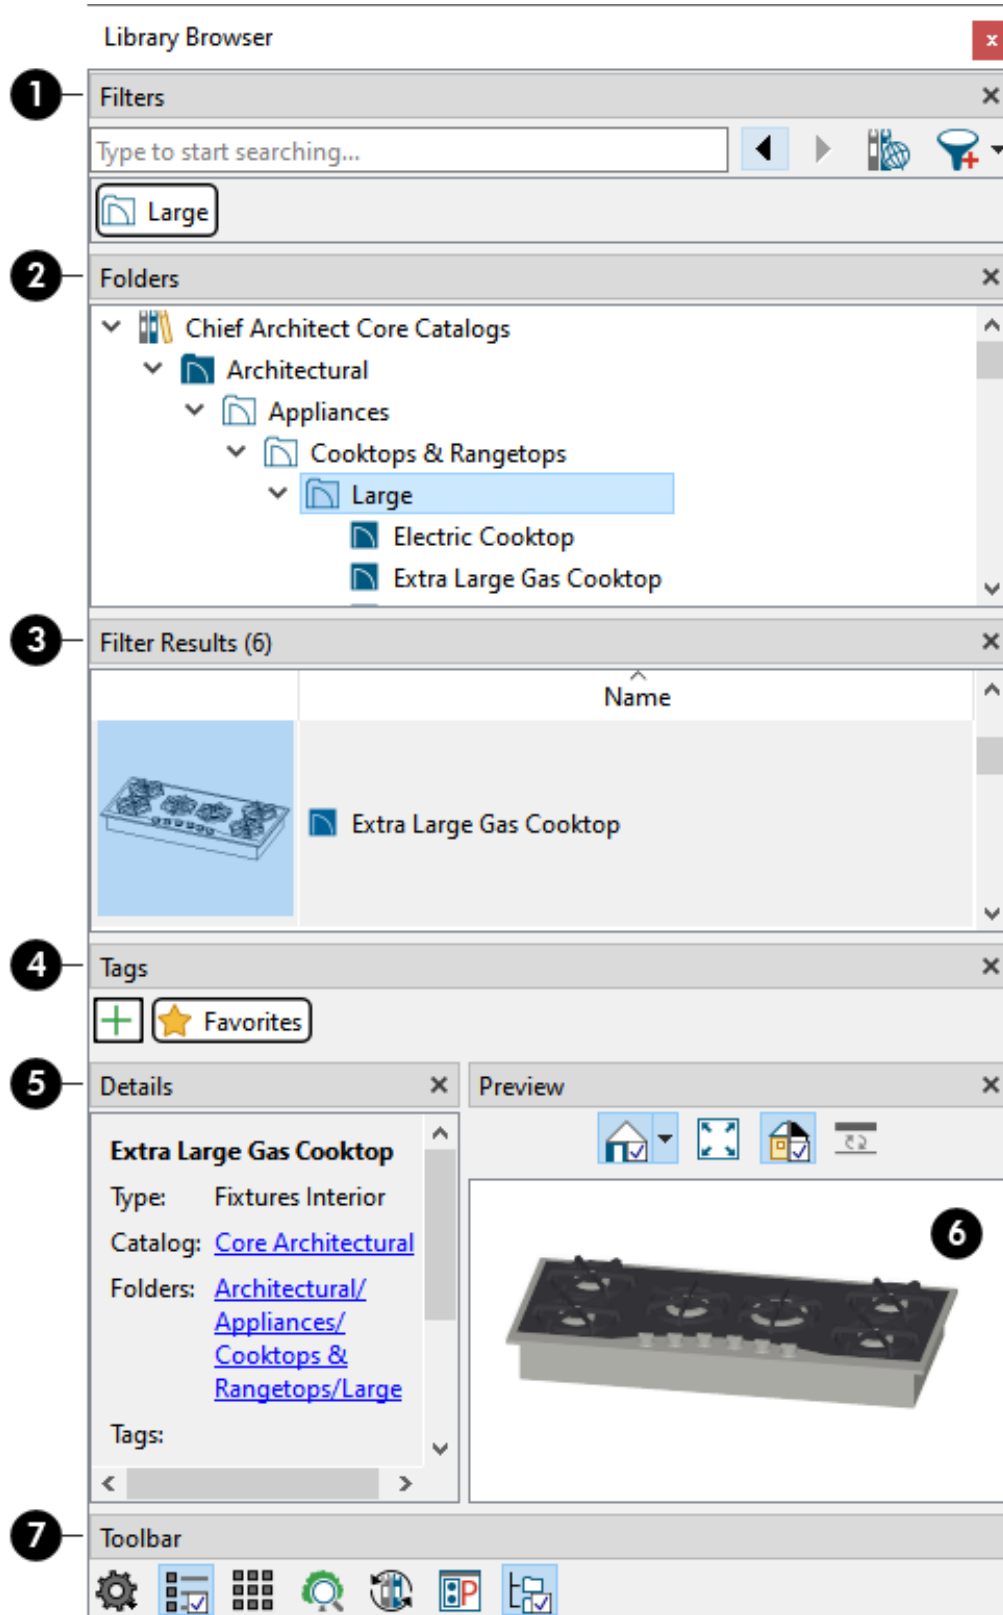 Library Browser
x
1
Filters
Type to start searching...
Large
2
Folders
Chief Architect Core Catalogs
Architectural
Appliances
Cooktops & Rangetops
Large
Electric Cooktop
Extra Large Gas Cooktop
3
Filter Results (6)
Name
Extra Large Gas Cooktop
4
Tags
Favorites
5
Details
Preview
Extra Large Gas Cooktop
Type: Fixtures Interior
Catalog: Core Architectural
Folders: Architectural/
Appliances/
Cooktops &
Rangetops/Large
Tags:
6
7
Toolbar
P